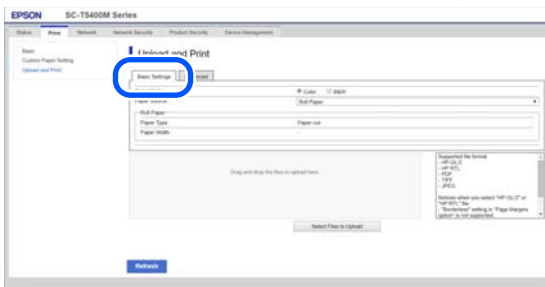 EPSON SC-T5400M Series
Status Print Network Network Security Product Security Device Management
Basic
Custom Paper Setting
Upload and Print
Upload and Print
Basic Settings
Color B&W
Roll Paper
Roll Paper
Paper Type : Paper out
Paper Width : -
Drag and drop the files to upload here.
Supported file format
- HP-GL/2
- HP RTL
- PDF
- TIFF
- JPEG
Notices when you select "HP-GL/2" or
"HP RTL" file
- "Borderless" setting in "Page Margins
option" is not supported.
Select Files to Upload
Refresh